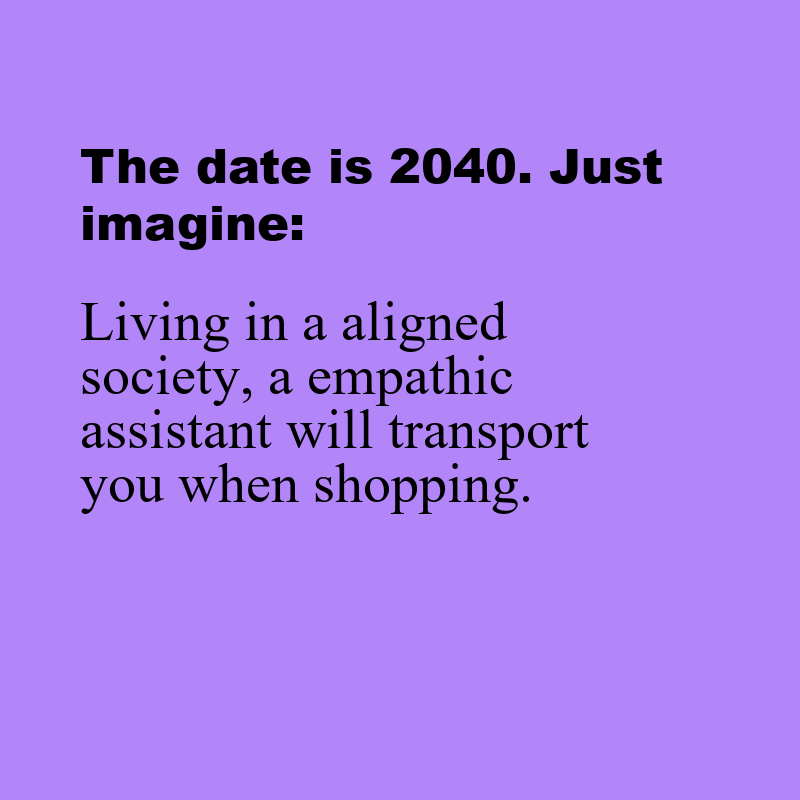 The date is 2040. Just
imagine:
Living in a aligned
society, a empathic
assistant will transport
you when shopping.